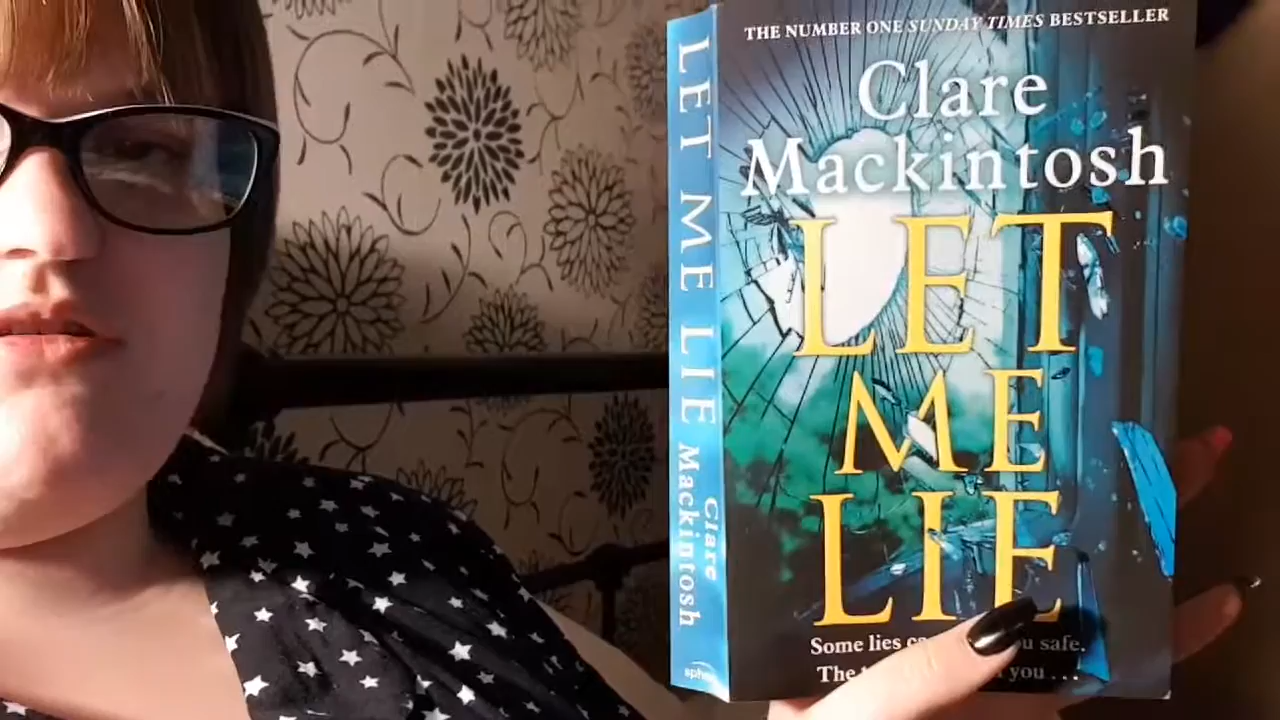 THE NUMBER ONE SUNDAY TIMES BESTSELLER
Clare
Mackintosh
LET
ME
LIE
Some lies you safe.
The you...
LET ME LIE Clare Mackintosh